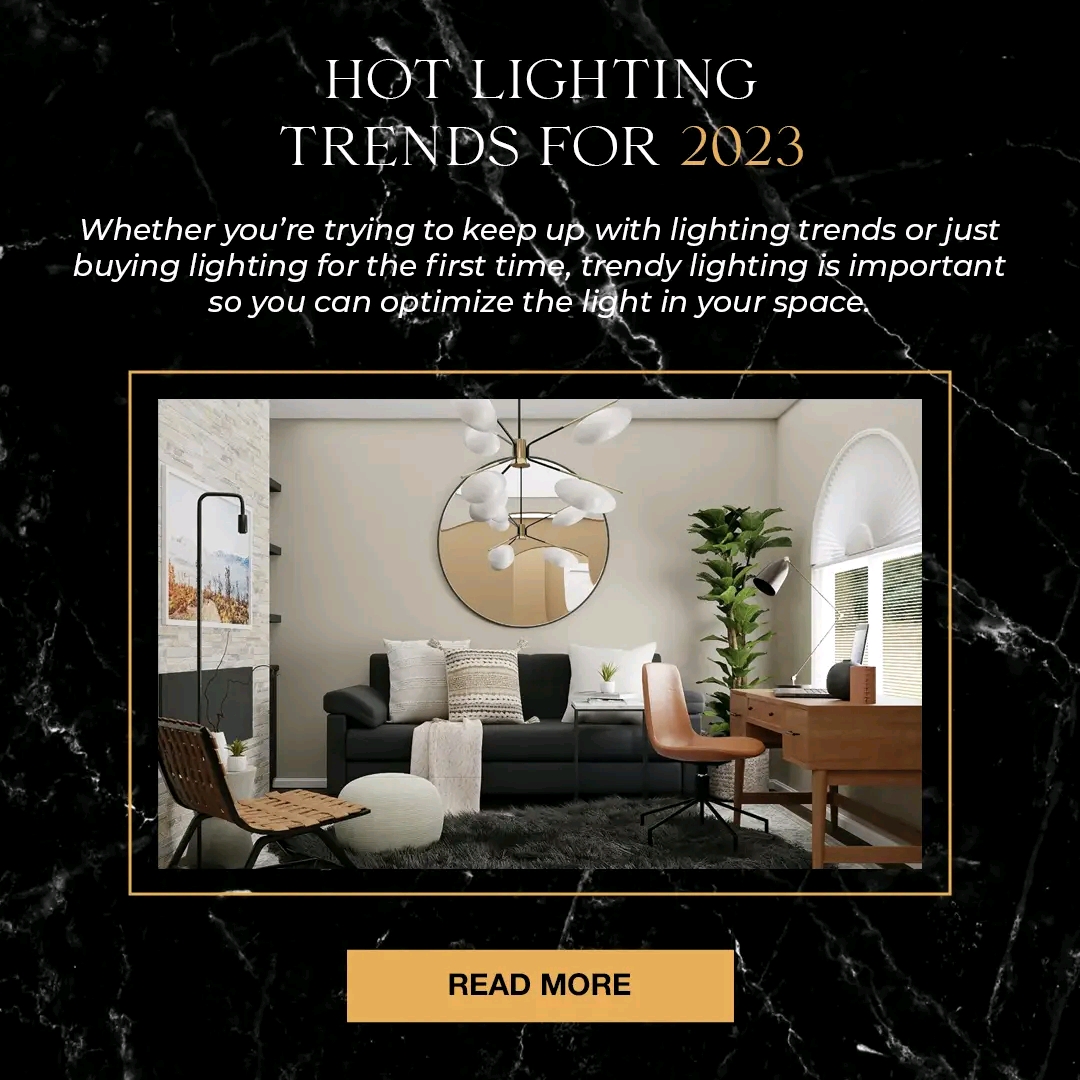 HOT LIGHTING
TRENDS FOR 2023
Whether you’re trying to keep up with lighting trends or just
buying lighting for the first time, trendy lighting is important
so you can optimize the light in your space.
READ MORE